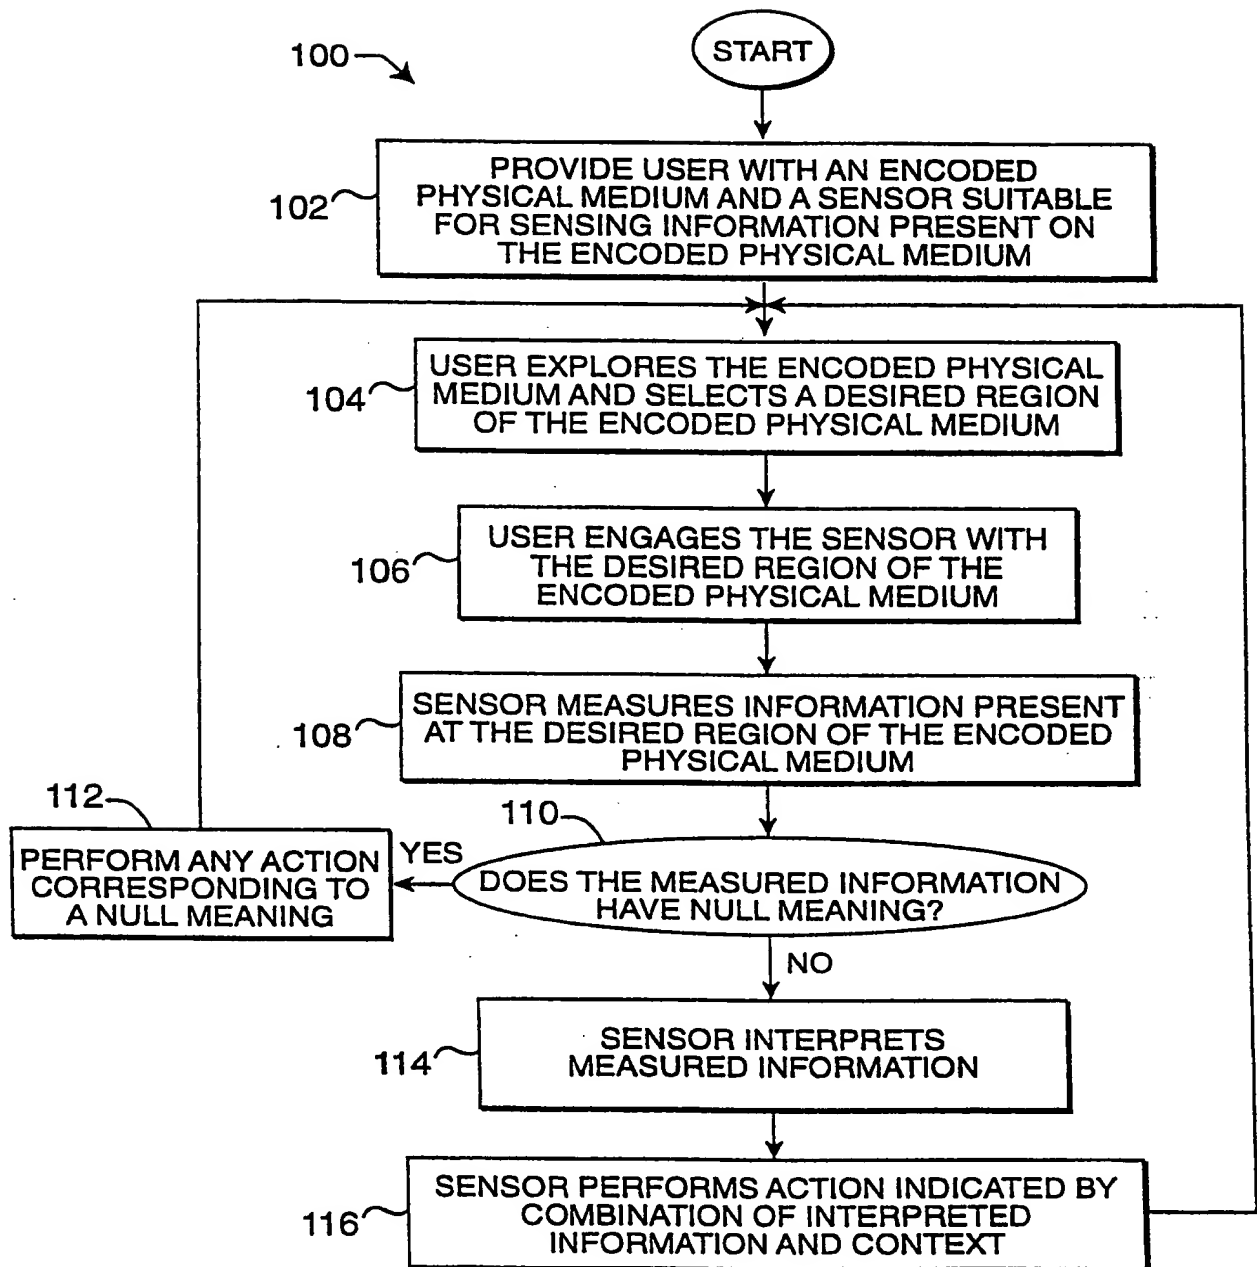 100
START
102
PROVIDE USER WITH AN ENCODED
PHYSICAL MEDIUM AND A SENSOR SUITABLE
FOR SENSING INFORMATION PRESENT ON
THE ENCODED PHYSICAL MEDIUM
104
USER EXPLORES THE ENCODED PHYSICAL
MEDIUM AND SELECTS A DESIRED REGION
OF THE ENCODED PHYSICAL MEDIUM
106
USER ENGAGES THE SENSOR WITH
THE DESIRED REGION OF THE
ENCODED PHYSICAL MEDIUM
108
SENSOR MEASURES INFORMATION PRESENT
AT THE DESIRED REGION OF THE ENCODED
PHYSICAL MEDIUM
110
DOES THE MEASURED INFORMATION
HAVE NULL MEANING?
YES
112
PERFORM ANY ACTION
CORRESPONDING TO
A NULL MEANING
NO
114
SENSOR INTERPRETS
MEASURED INFORMATION
116
SENSOR PERFORMS ACTION INDICATED BY
COMBINATION OF INTERPRETED
INFORMATION AND CONTEXT